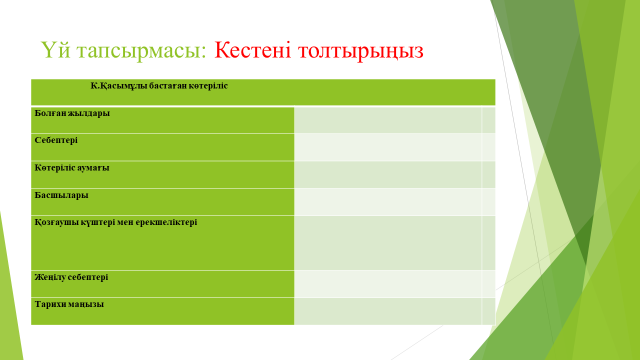 Үй тапсырмасы: Кестені толтырыңыз
К.Қасымұлы бастаған көтеріліс
Болған жылдары
Себептері
Көтеріліс аумағы
Басшылары
Қозғаушы күштері мен ерекшеліктері
Жеңілу себептері
Тарихи маңызы